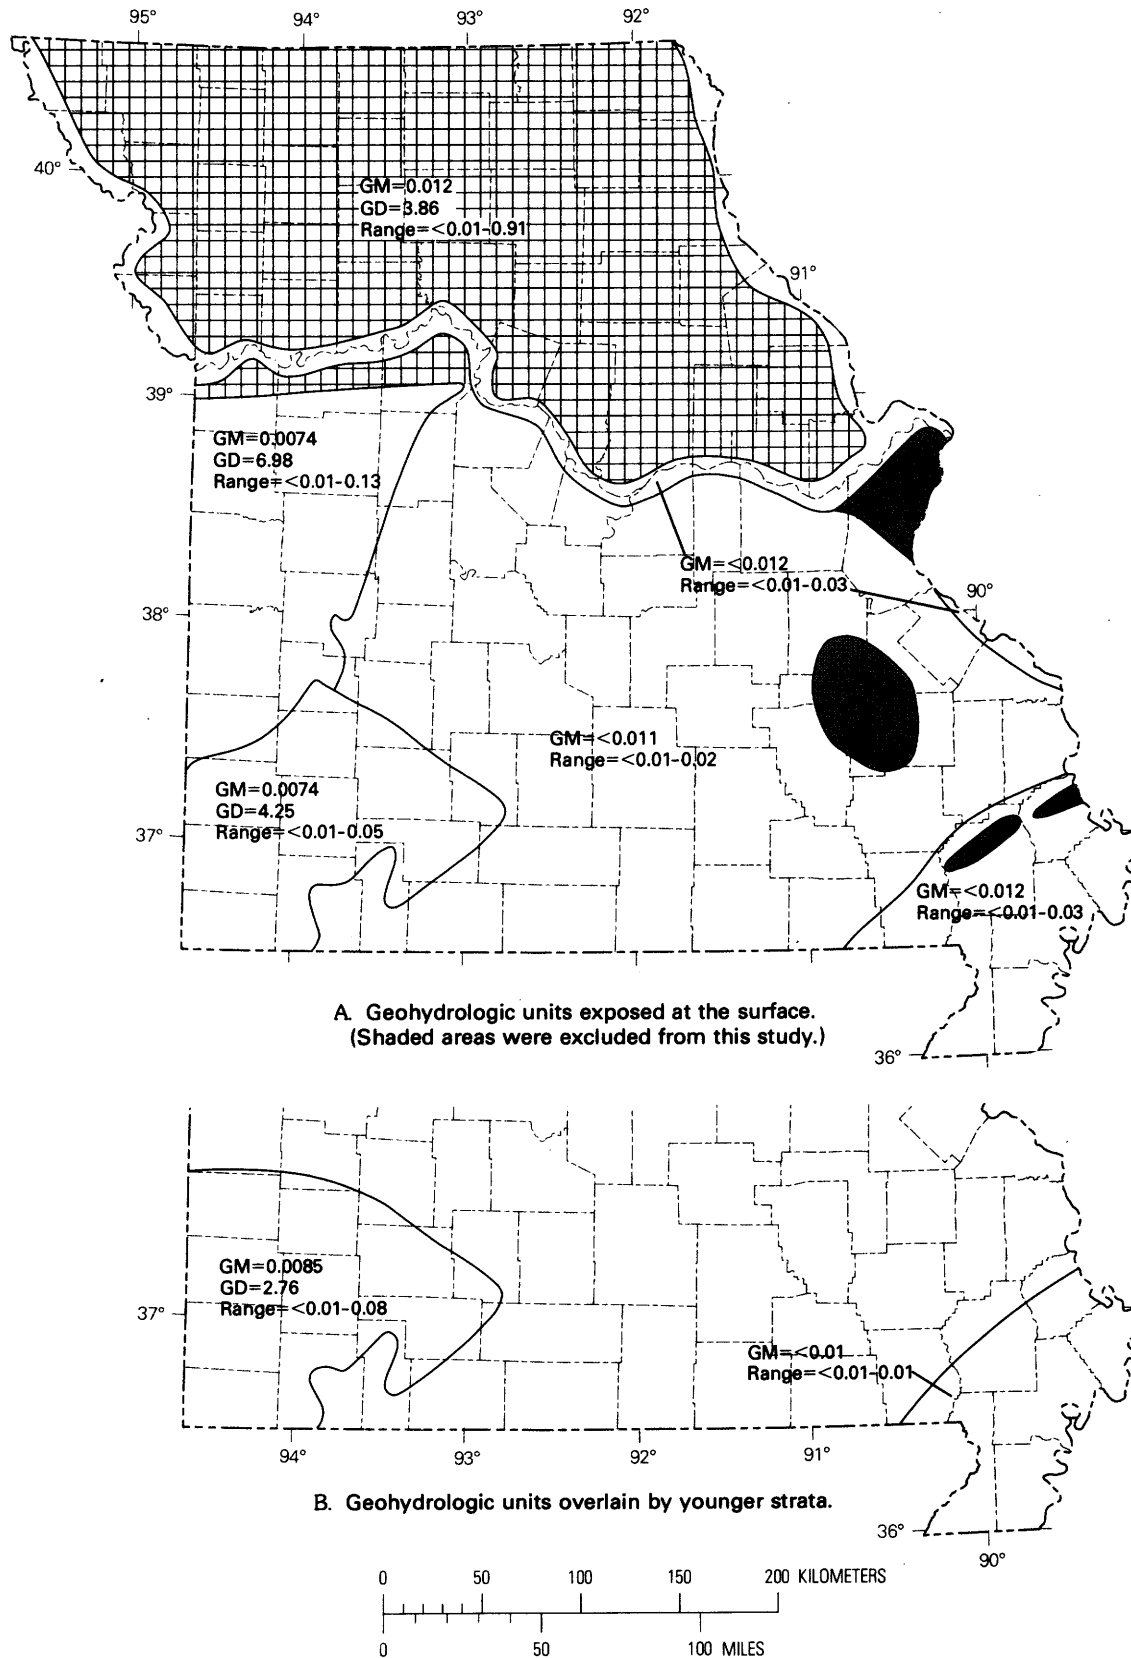 95° 94° 93° 92°
40°
GM=0.012
GD=3.86
Range=<0.01-0.91
91°
39°
GM=0.0074
GD=6.98
Range=<0.01-0.13
GM=<0.012
Range=<0.01-0.03
90°
38°
GM=<0.011
Range=<0.01-0.02
GM=0.0074
GD=4.25
Range=<0.01-0.05
37°
GM=<0.012
Range=<0.01-0.03
A. Geohydrologic units exposed at the surface.
(Shaded areas were excluded from this study.)
36°
GM=0.0085
GD=2.76
Range=<0.01-0.08
37°
GM=<0.01
Range=<0.01-0.01
94° 93° 92° 91°
B. Geohydrologic units overlain by younger strata.
36°
90°
0 50 100 150 200 KILOMETERS
0 50 100 MILES